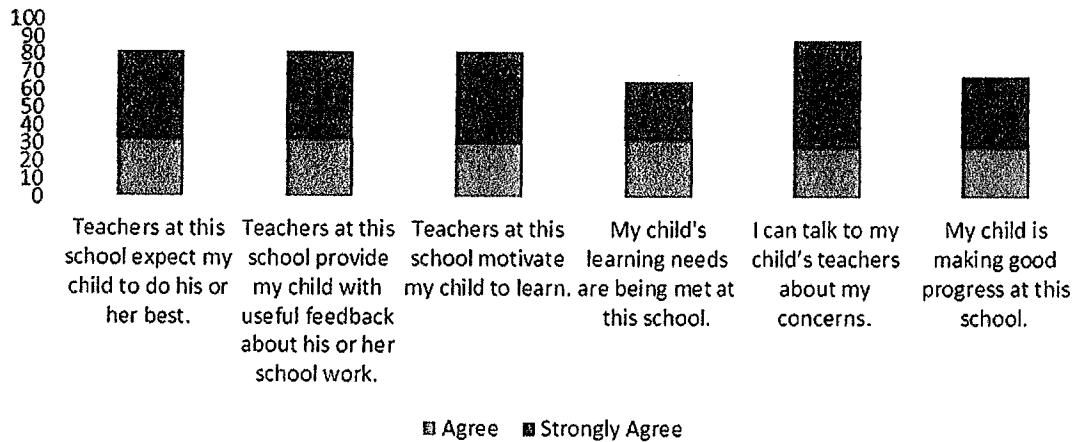 100
90
80
70
60
50
40
30
20
10
0
Teachers at this
school expect my
child to do his or
her best.
Teachers at this
school provide
my child with
useful feedback
about his or her
school work.
Teachers at this
school motivate
my child to learn.
My child's
learning needs
are being met at
this school.
I can talk to my
child's teachers
about my
concerns.
My child is
making good
progress at this
school.
Agree
Strongly Agree